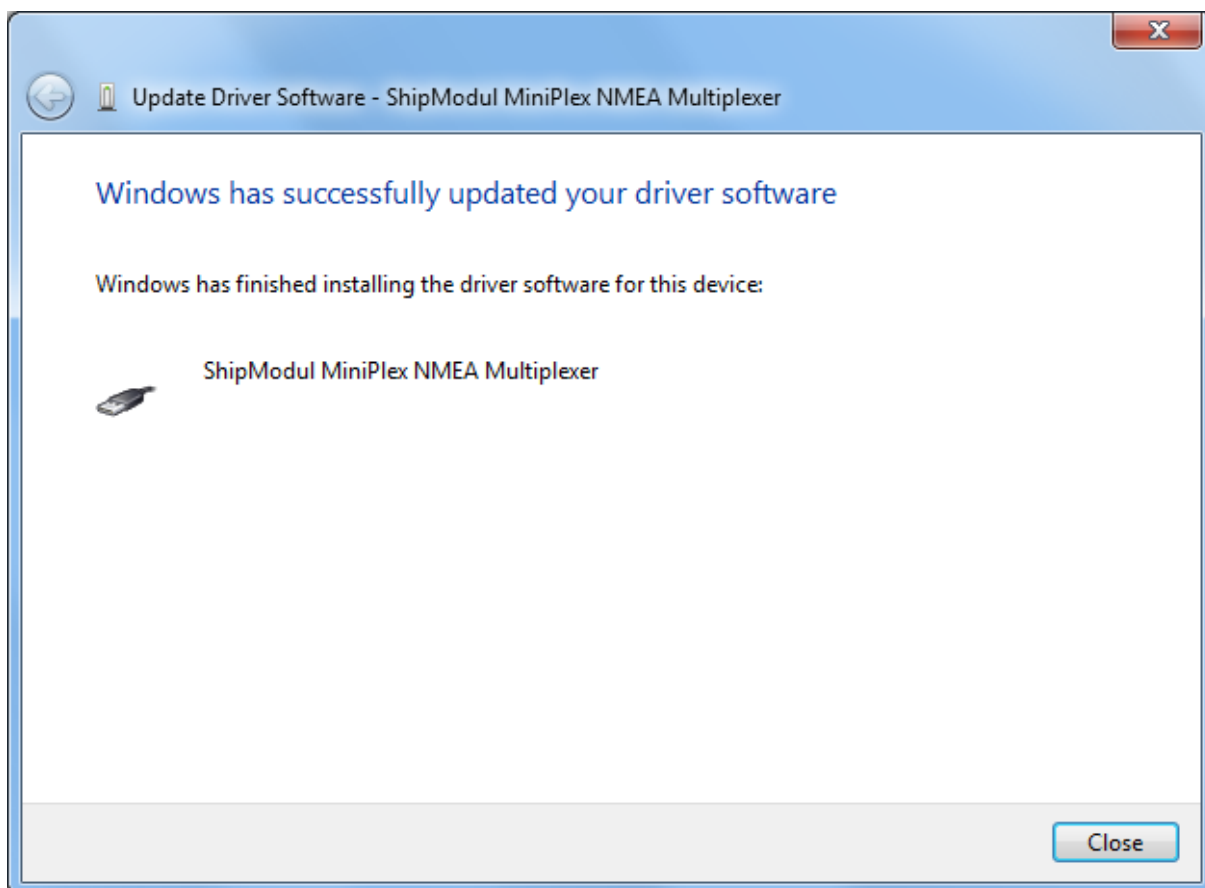 Update Driver Software - ShipModul MiniPlex NMEA Multiplexer
Windows has successfully updated your driver software
Windows has finished installing the driver software for this device:
ShipModul MiniPlex NMEA Multiplexer
Close